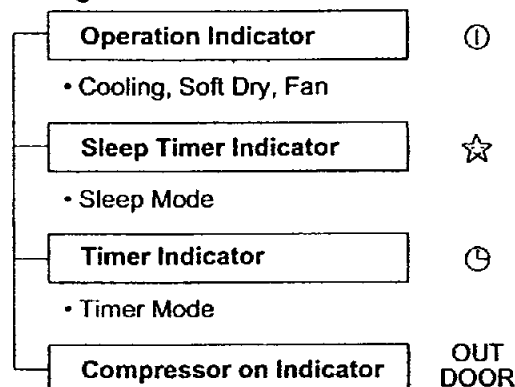 Operation Indicator
• Cooling, Soft Dry, Fan
Sleep Timer Indicator
• Sleep Mode
Timer Indicator
• Timer Mode
Compressor on Indicator OUT DOOR